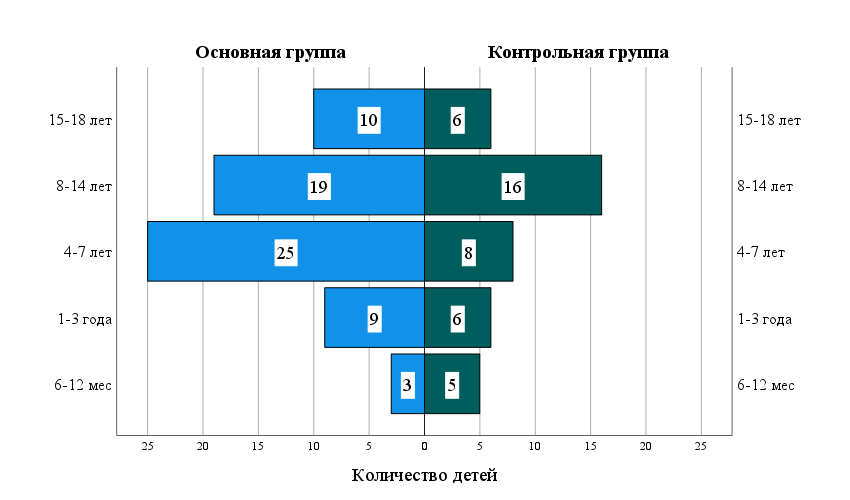 Основная группа Контрольная группа
15-18 лет 10 6 15-18 лет
8-14 лет 19 16 8-14 лет
4-7 лет 25 8 4-7 лет
1-3 года 9 6 1-3 года
6-12 мес 3 5 6-12 мес
25 20 15 10 5 0 5 10 15 20 25
Количество детей